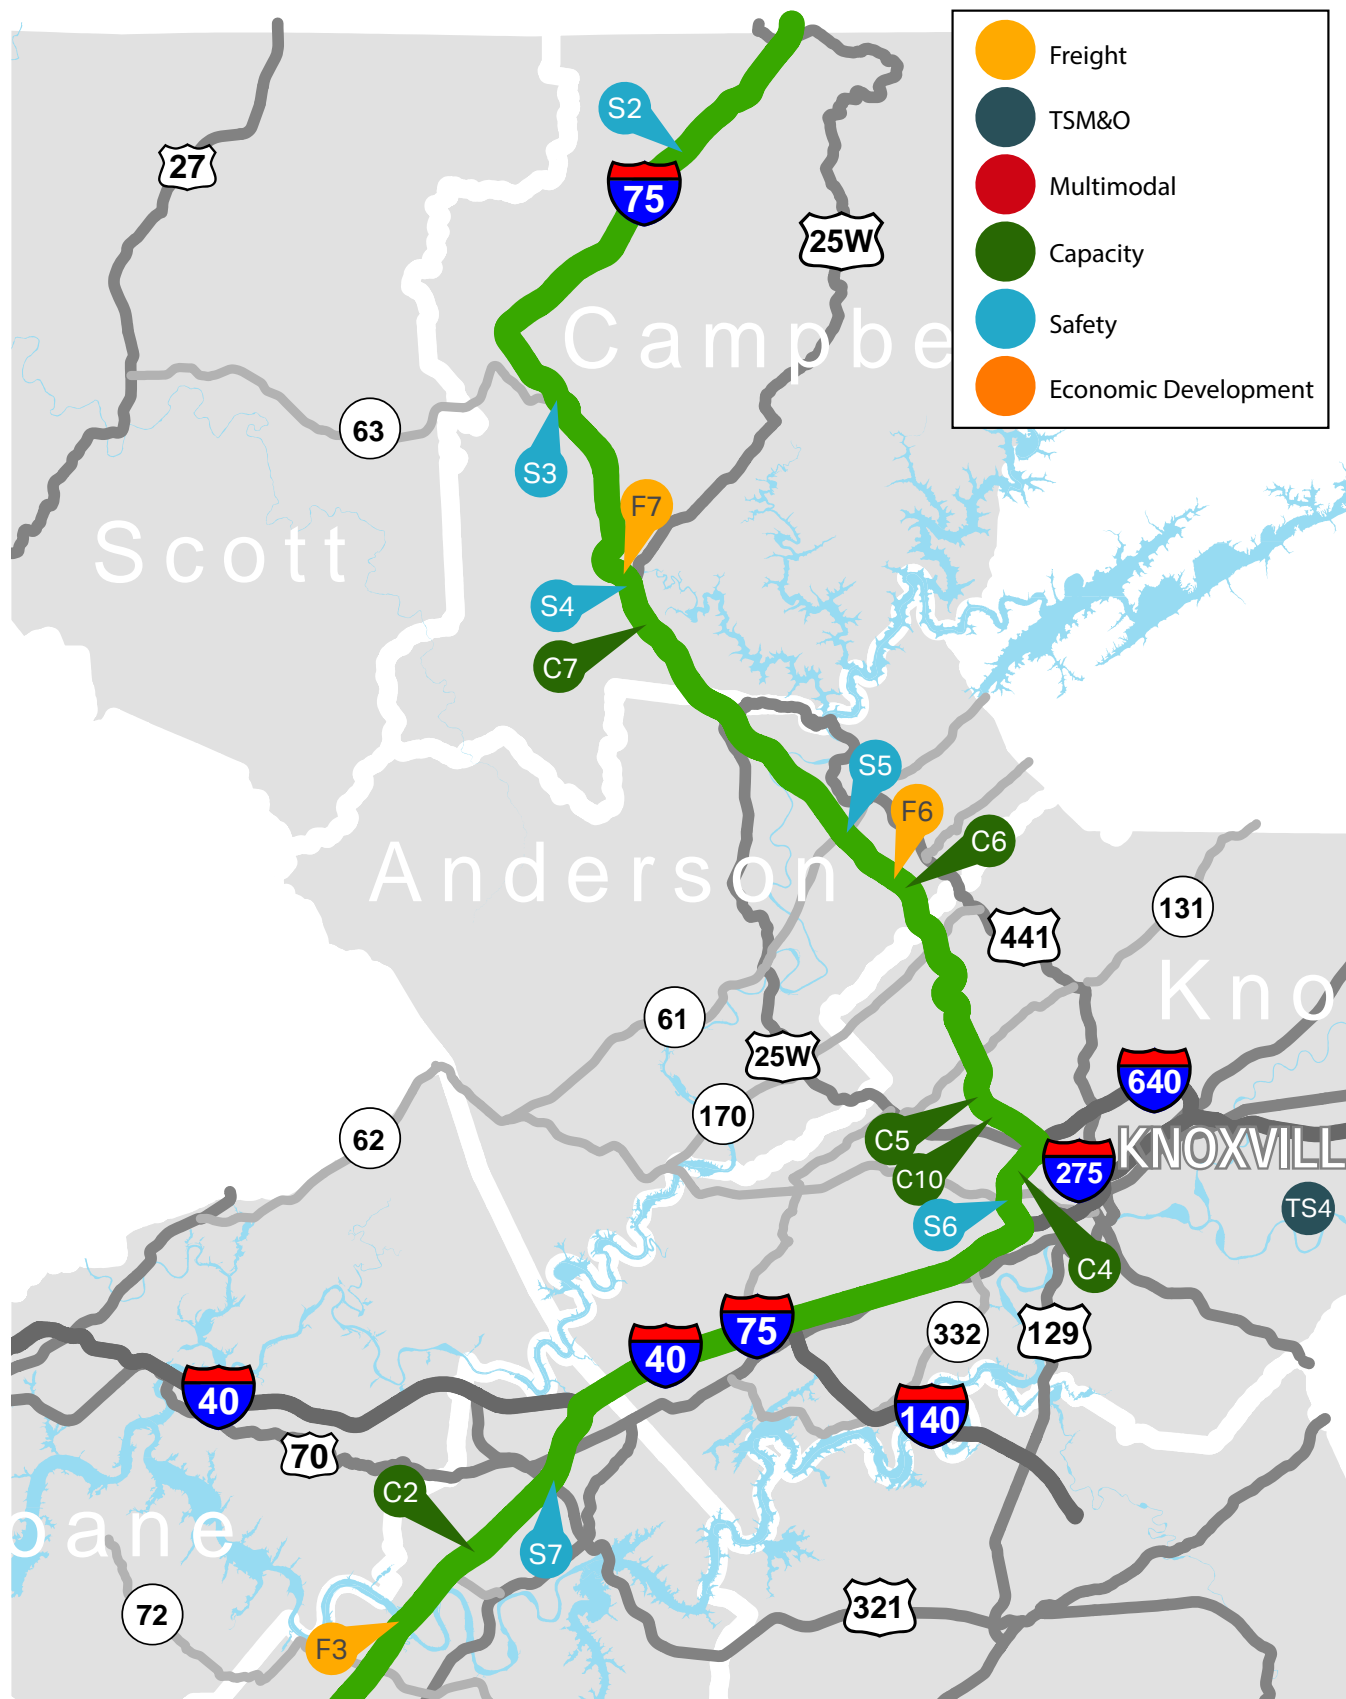 Freight
TSM&O
Multimodal
Capacity
Safety
Economic Development
S2
27
75
25W
Campbe
63
S3
F7
Scott
S4
C7
S5
F6
C6
Anderson
131
441
Kno
61
25W
640
170
62
C5
KNOXVILL
275
C10
TS4
S6
C4
75
332
129
40
40
140
70
C2
oane
S7
72
321
F3